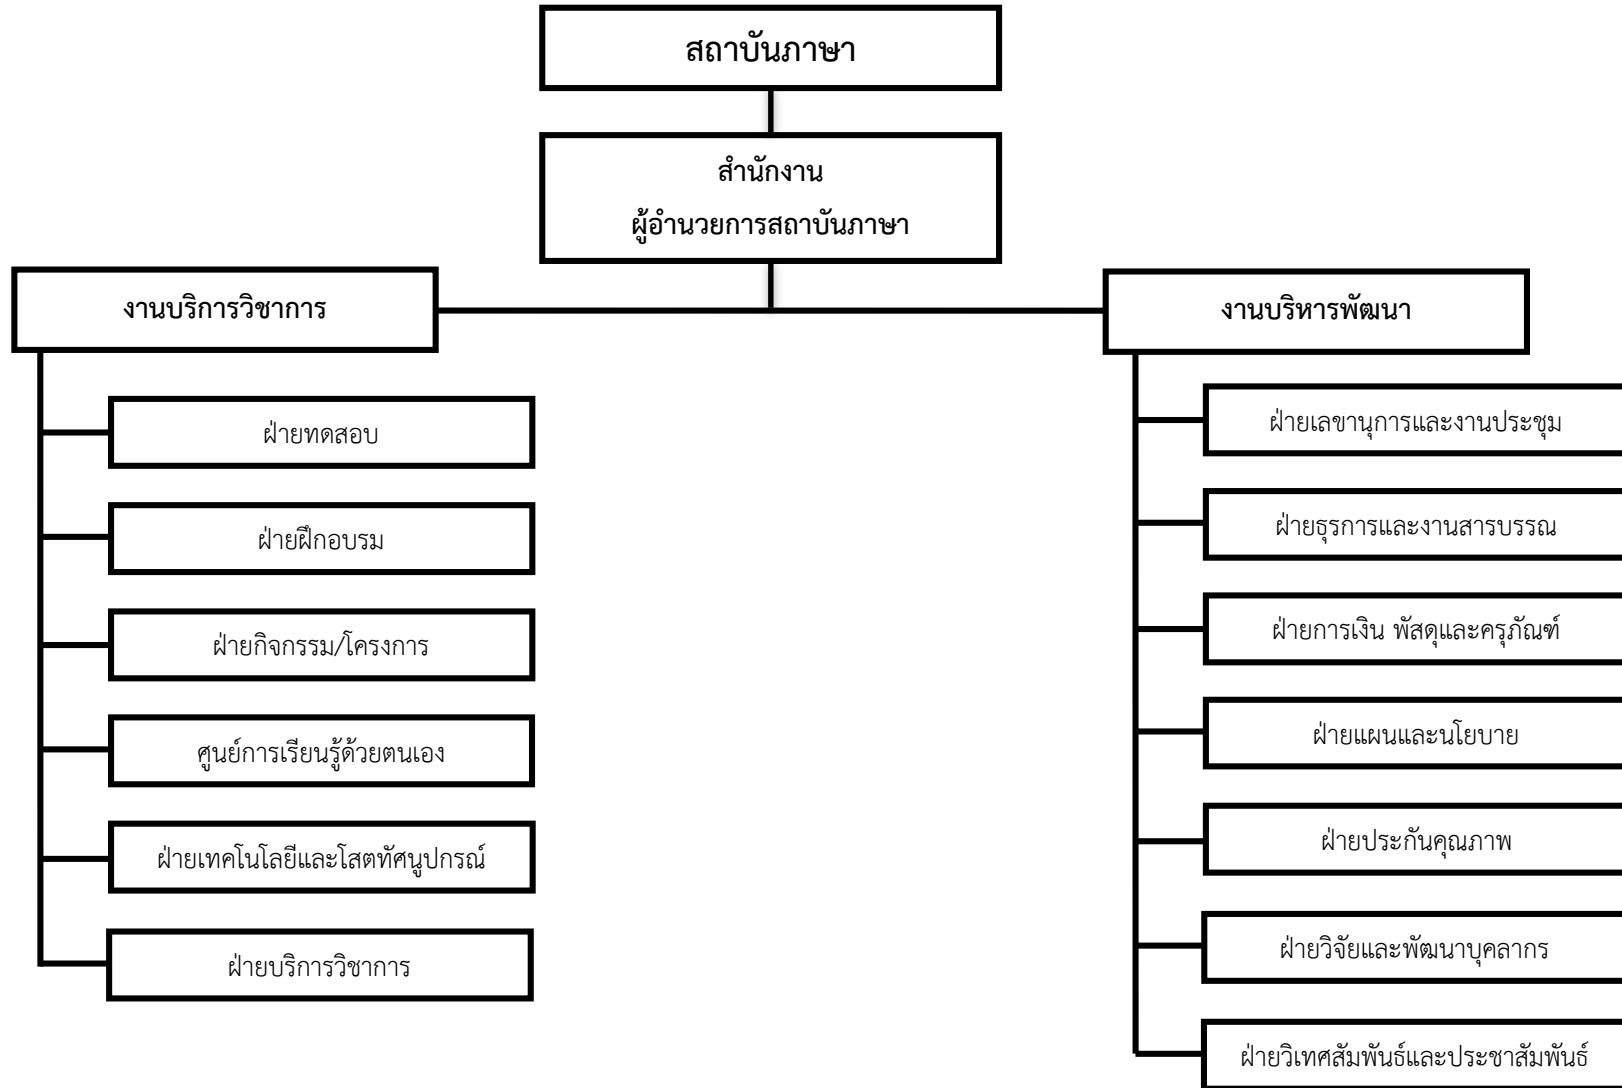 สถาบันภาษา
สำนักงาน
ผู้อำนวยการสถาบันภาษา
งานบริการวิชาการ
ฝ่ายทดสอบ
ฝ่ายฝึกอบรม
ฝ่ายกิจกรรม/โครงการ
ศูนย์การเรียนรู้ด้วยตนเอง
ฝ่ายเทคโนโลยีและโสตทัศนูปกรณ์
ฝ่ายบริการวิชาการ
งานบริหารพัฒนา
ฝ่ายเลขานุการและงานประชุม
ฝ่ายธุรการและงานสารบรรณ
ฝ่ายการเงิน พัสดุและครุภัณฑ์
ฝ่ายแผนและนโยบาย
ฝ่ายประกันคุณภาพ
ฝ่ายวิจัยและพัฒนาบุคลากร
ฝ่ายวิเทศสัมพันธ์และประชาสัมพันธ์